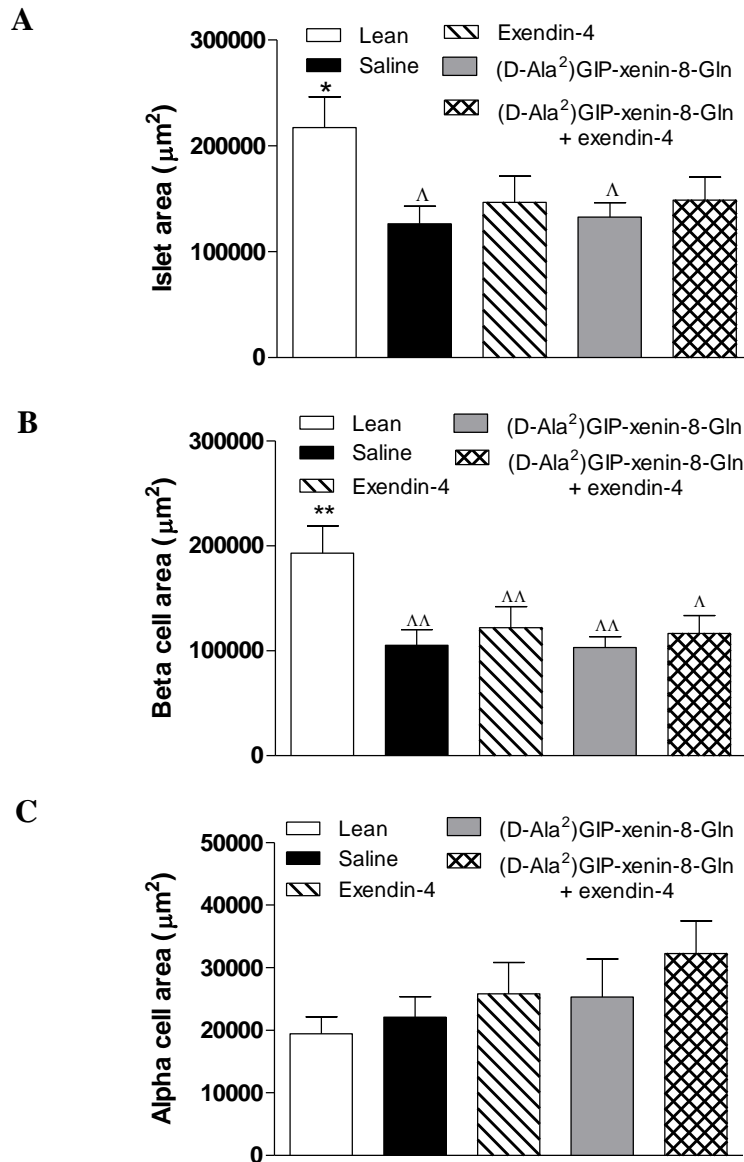 A
Islet area (μm²)
300000
200000
100000
0
Lean
Saline
Exendin-4
(D-Ala²)GIP-xenin-8-Gln
(D-Ala²)GIP-xenin-8-Gln
+ exendin-4
*
Λ
Λ
B
Beta cell area (μm²)
300000
200000
100000
0
Lean
Saline
Exendin-4
(D-Ala²)GIP-xenin-8-Gln
(D-Ala²)GIP-xenin-8-Gln
+ exendin-4
**
ΛΛ
ΛΛ
ΛΛ
Λ
C
Alpha cell area (μm²)
50000
40000
30000
20000
10000
0
Lean
Saline
Exendin-4
(D-Ala²)GIP-xenin-8-Gln
(D-Ala²)GIP-xenin-8-Gln
+ exendin-4